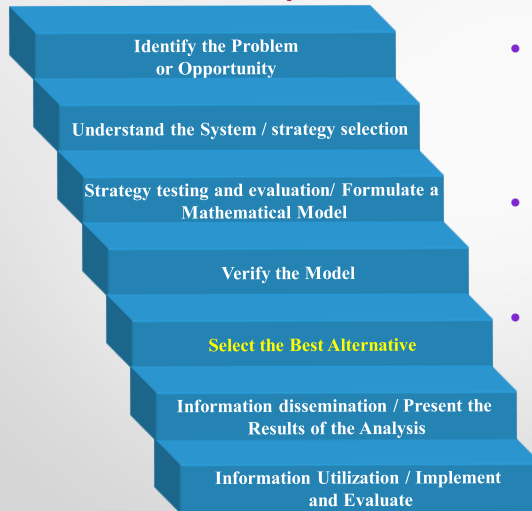 Identify the Problem
or Opportunity
Understand the System / strategy selection
Strategy testing and evaluation/ Formulate a
Mathematical Model
Verify the Model
Select the Best Alternative
Information dissemination / Present the
Results of the Analysis
Information Utilization / Implement
and Evaluate